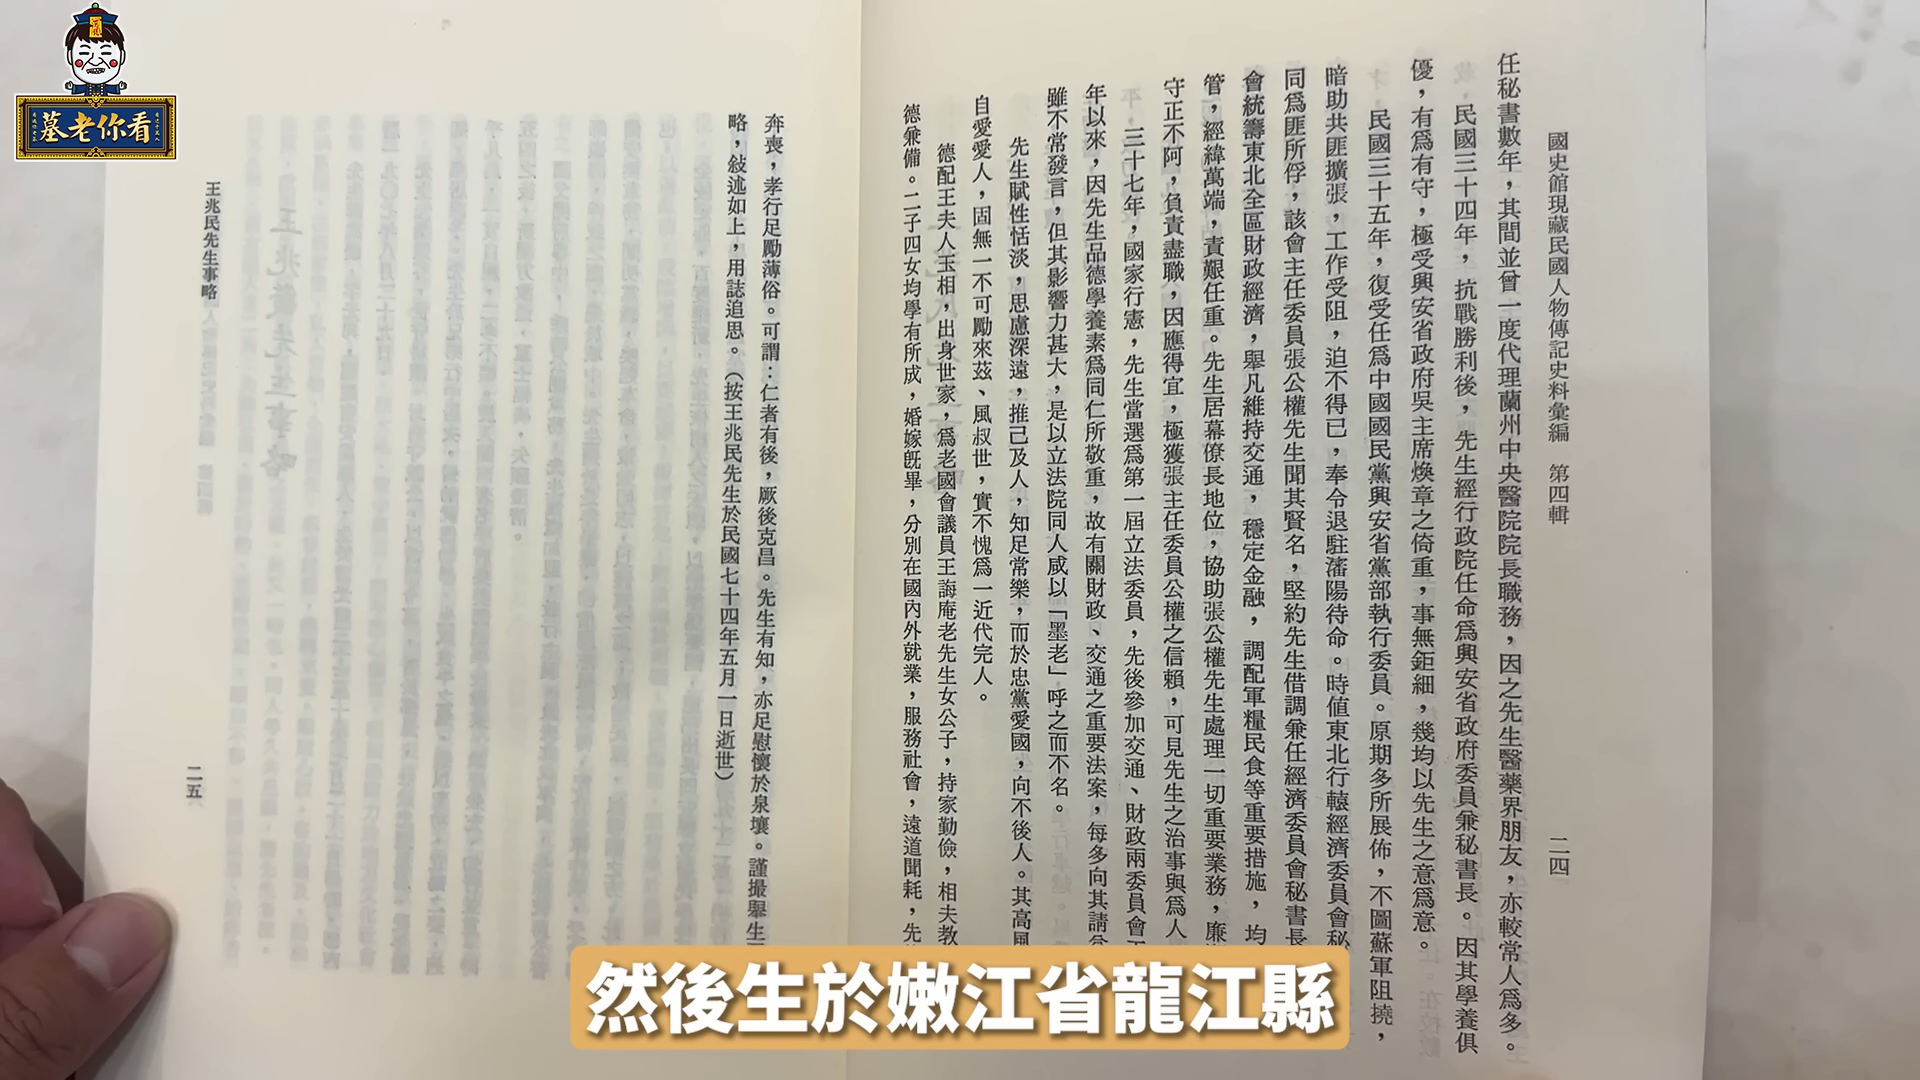 墓老你看
國史館現藏民國人物傳記史料彙編　第四輯
二四
任秘書數年，其間並曾一度代理蘭州中央醫院院長職務，因之先生醫藥界朋友，亦較常人爲多。
民國三十四年，抗戰勝利後，先生經行政院任命爲興安省政府委員兼秘書長。因其學養俱
優，有爲有守，極受興安省政府吳主席煥章之倚重，事無鉅細，幾均以先生之意爲意。
民國三十五年，復受任爲中國國民黨興安省黨部執行委員。原期多所展佈，不圖蘇軍阻撓，
暗助共匪擴張，工作受阻，迫不得已，奉令退駐瀋陽待命。時値東北行轅經濟委員會秘
同爲匪所俘，該會主任委員張公權先生聞其賢名，堅約先生借調兼任經濟委員會秘書長
會統籌東北全區財政經濟，舉凡維持交通，穩定金融，調配軍糧民食等重要措施，均
管，經緯萬端，責艱任重。先生居幕僚長地位，協助張公權先生處理一切重要業務，廉
守正不阿，負責盡職，因應得宜，極獲張主任委員公權之信賴，可見先生之治事與爲人
三十七年，國家行憲，先生當選爲第一屆立法委員，先後參加交通、財政兩委員會
年以來，因先生品德學養素爲同仁所敬重，故有關財政、交通之重要法案，每多向其請
雖不常發言，但其影響力甚大，是以立法院同人咸以「墨老」呼之而不名。
先生賦性恬淡，思慮深遠，推己及人，知足常樂，而於忠黨愛國，向不後人。其高風
自愛愛人，固無一不可勵來茲、風叔世，實不愧爲一近代完人。
德配王夫人玉相，出身世家，爲老國會議員王誨庵老先生女公子，持家勤儉，相夫教
德兼備。二子四女均學有所成，婚嫁旣畢，分別在國內外就業，服務社會，遠道聞耗，先
奔喪，孝行足勵薄俗。可謂：仁者有後，厥後克昌。先生有知，亦足慰懷於泉壤。謹撮舉生
略，敍述如上，用誌追思。（按王兆民先生於民國七十四年五月一日逝世）
王兆民先生事略
二五
然後生於嫩江省龍江縣